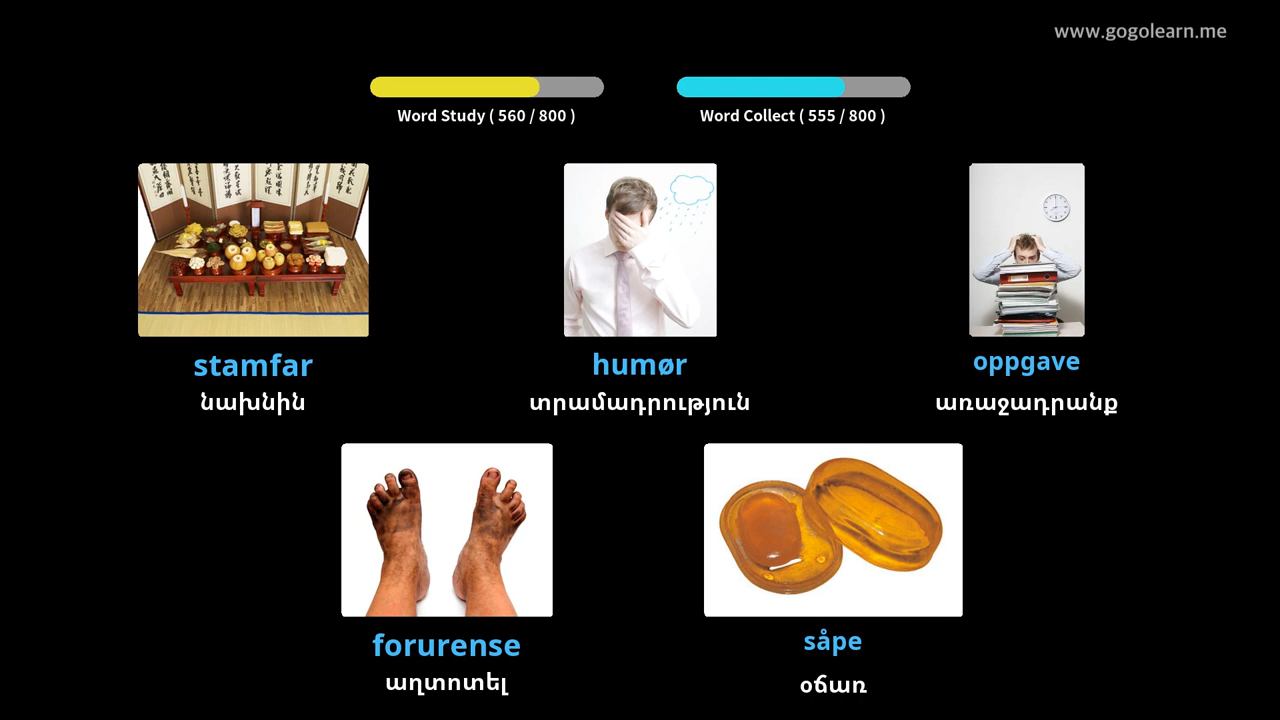 www.gogolearn.me
Word Study ( 560 / 800 )
Word Collect ( 555 / 800 )
stamfar
նախնին
humør
տրամադրություն
oppgave
առաջադրանք
forurense
աղտոտել
såpe
օճառ